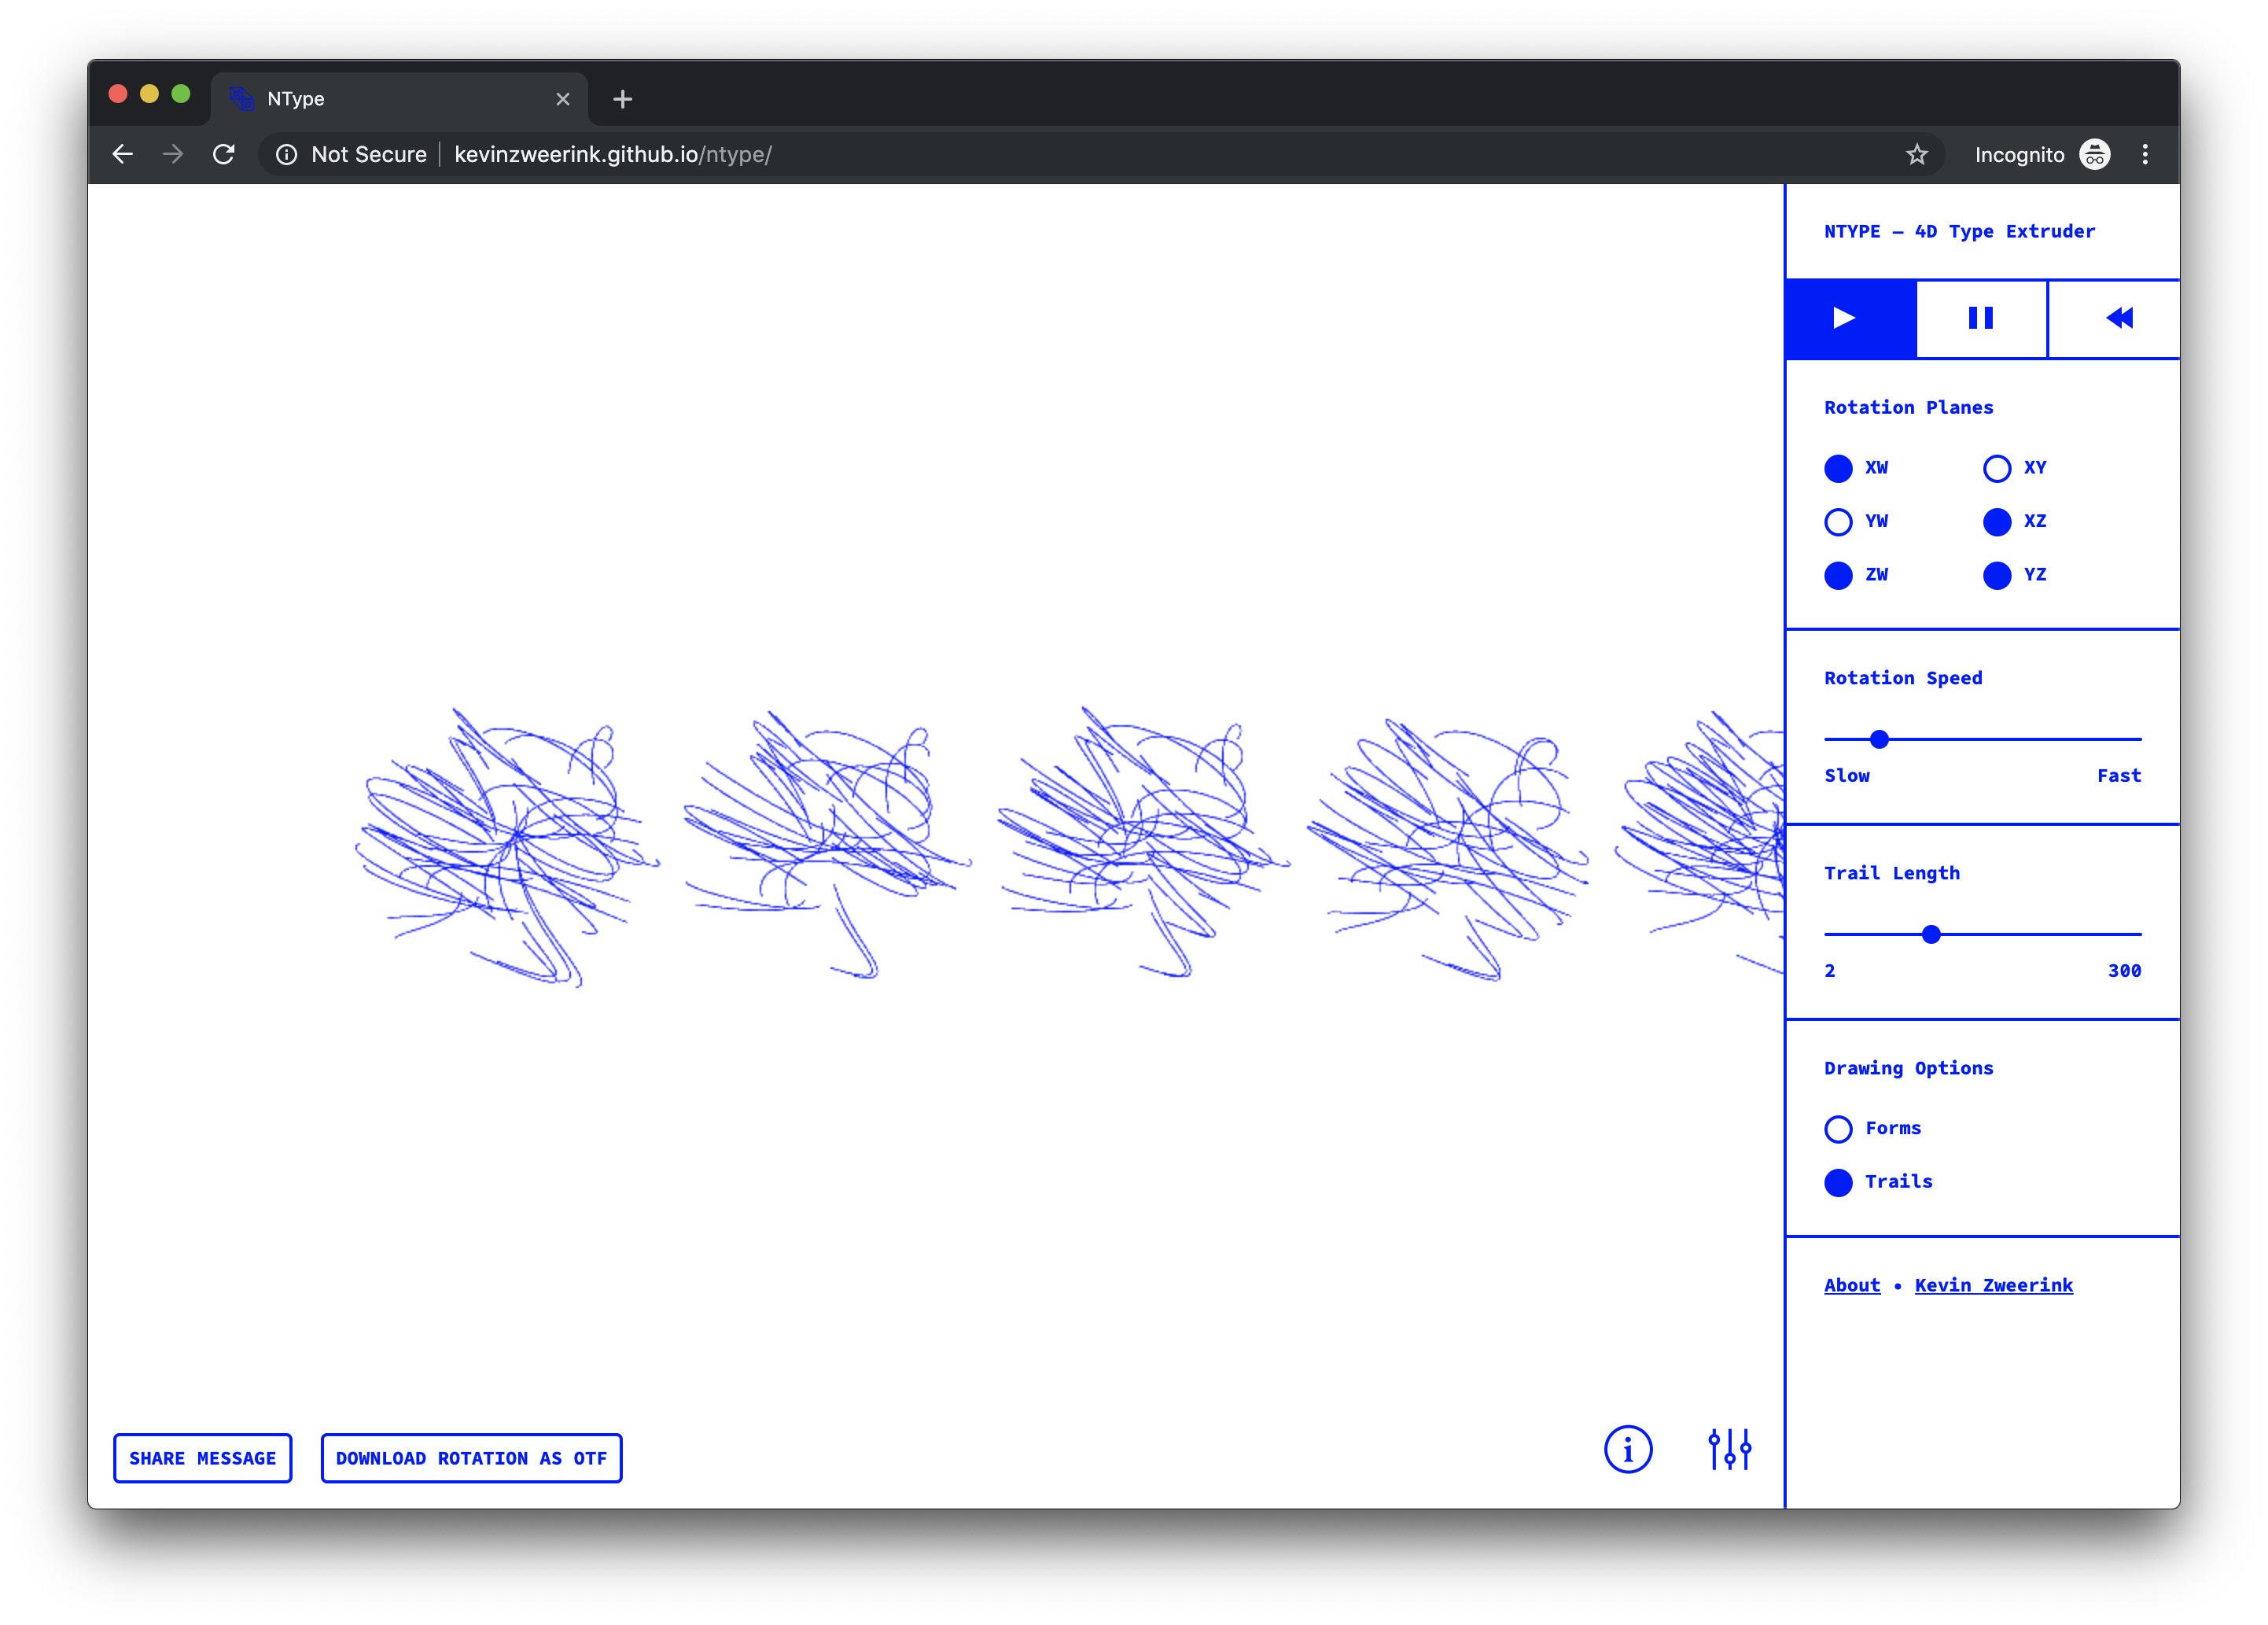 NType
Not Secure kevinzweerink.github.io/ntype/ Incognito
NTYPE — 4D Type Extruder
Rotation Planes
XW XY
YW XZ
ZW YZ
Rotation Speed
Slow Fast
Trail Length
2 300
Drawing Options
Forms
Trails
About • Kevin Zweerink
SHARE MESSAGE DOWNLOAD ROTATION AS OTF